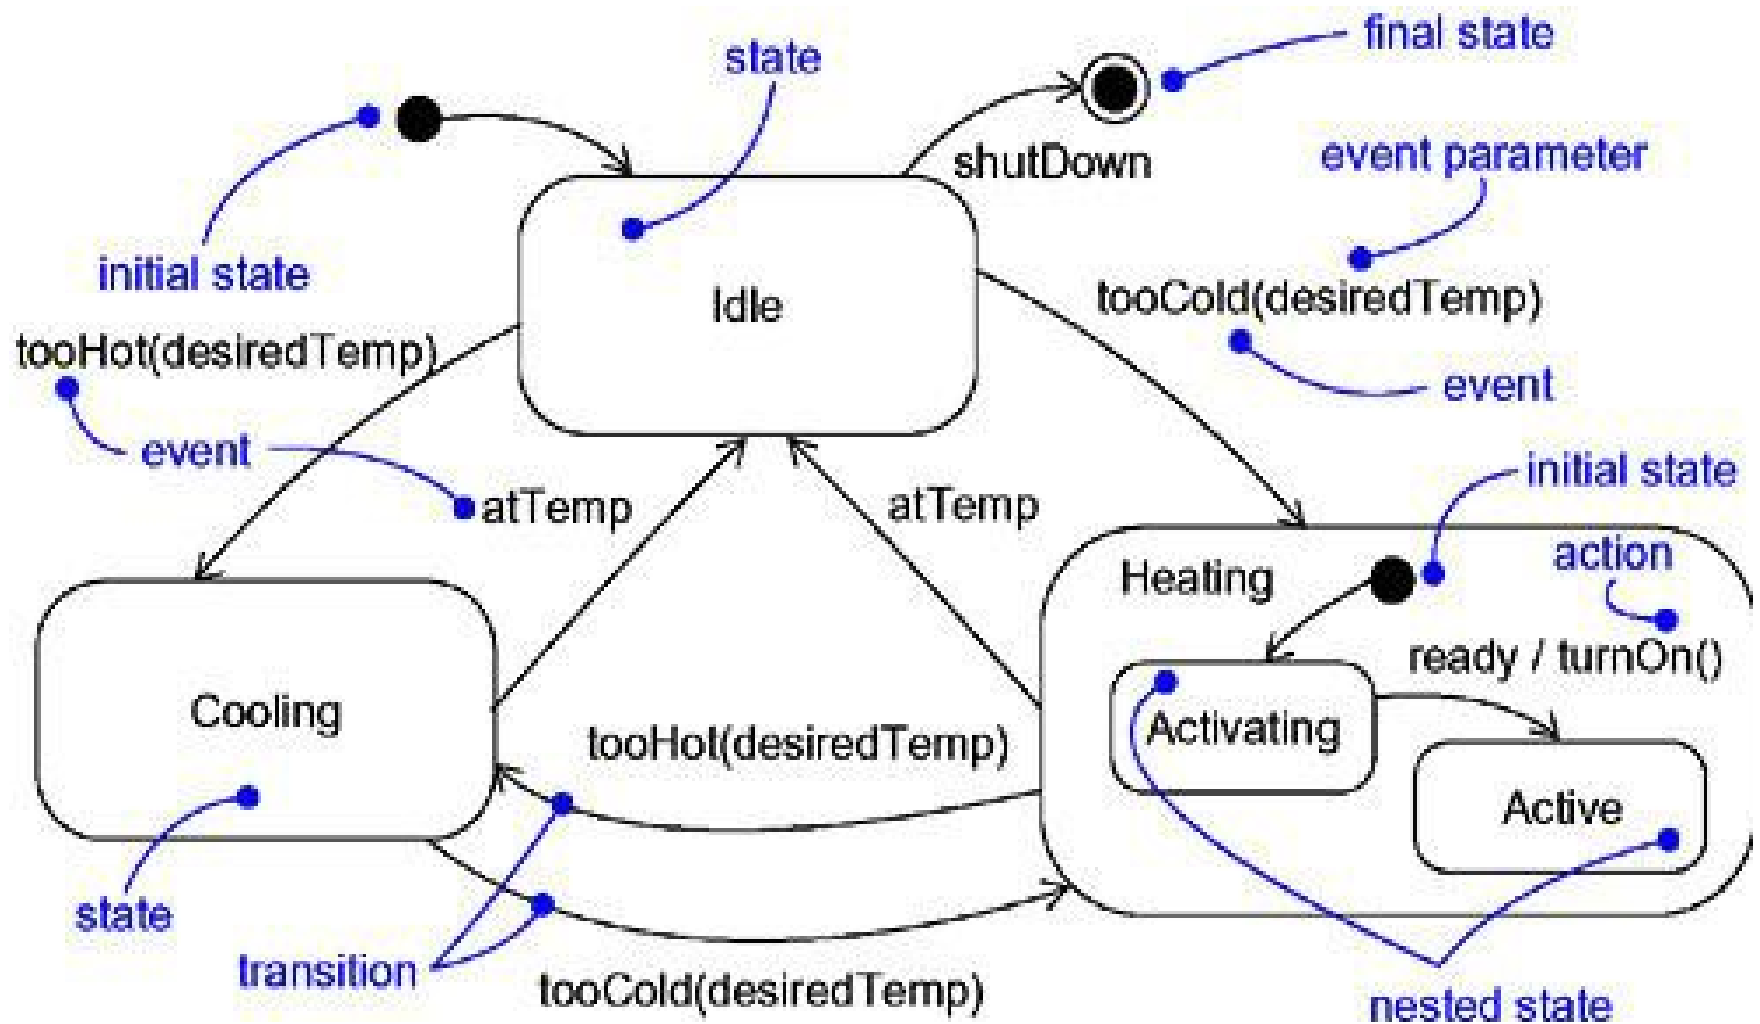 final state
state
shutDown
event parameter
initial state
Idle
tooCold(desiredTemp)
tooHot(desiredTemp)
event
event
initial state
atTemp
atTemp
action
Heating
ready / turnOn()
Cooling
Activating
tooHot(desiredTemp)
Active
state
transition
tooCold(desiredTemp)
nested state